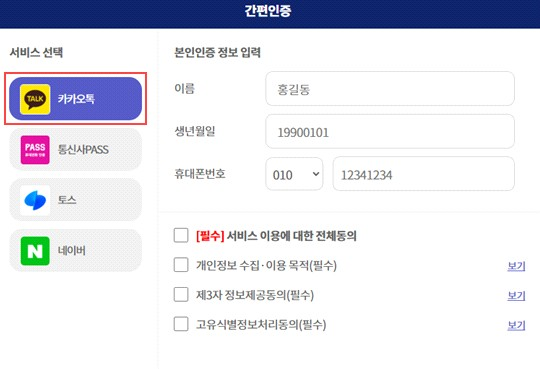 간편인증
서비스 선택
TALK
카카오톡
PASS
통신사PASS
토스
N
네이버
본인인증 정보 입력
이름
홍길동
생년월일
19900101
휴대폰번호
010
12341234
[필수] 서비스 이용에 대한 전체동의
개인정보 수집·이용 목적(필수) 보기
제3자 정보제공동의(필수) 보기
고유식별정보처리동의(필수) 보기